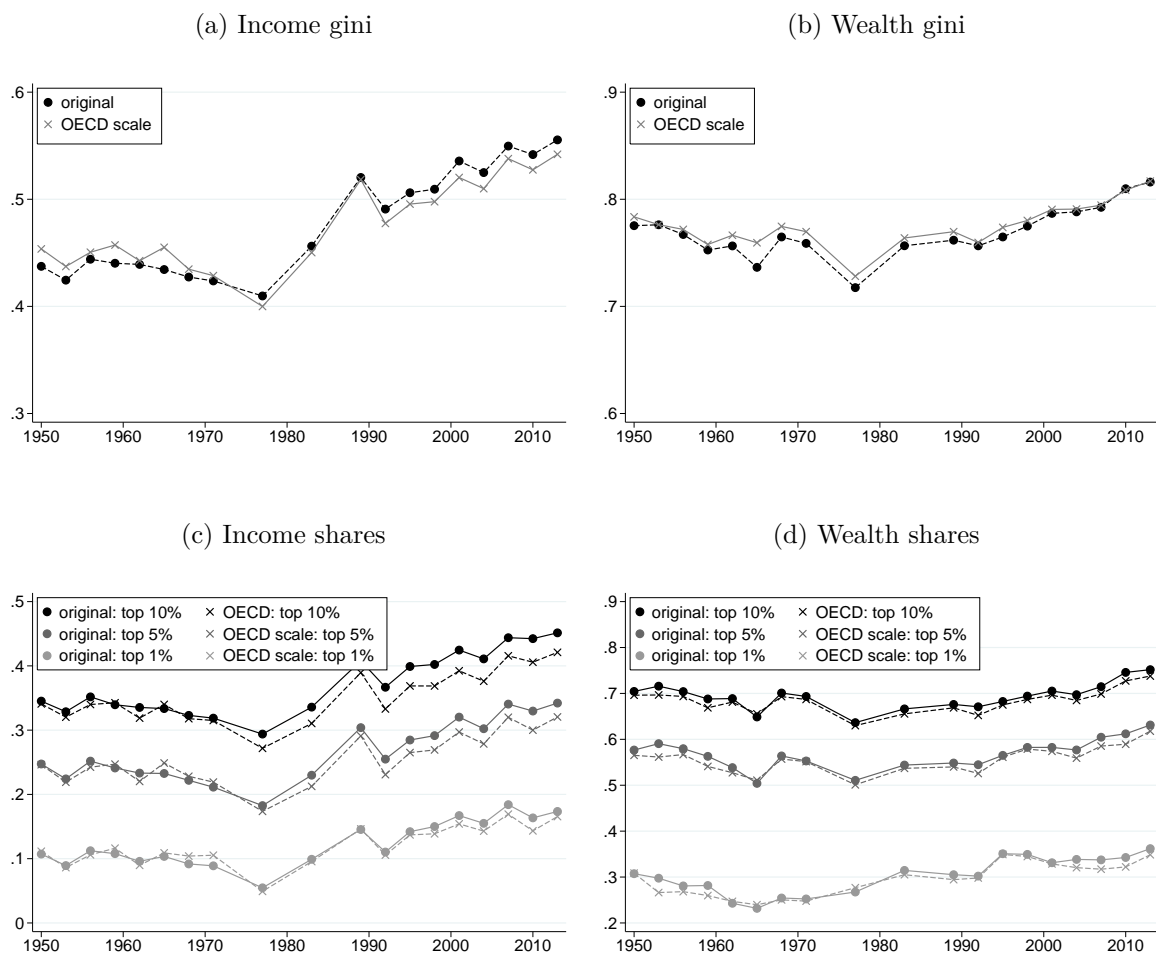 (a) Income gini
.6
.5
.4
.3
original
OECD scale
1950 1960 1970 1980 1990 2000 2010
(b) Wealth gini
.9
.8
.7
.6
original
OECD scale
1950 1960 1970 1980 1990 2000 2010
(c) Income shares
.5
.4
.3
.2
.1
0
original: top 10% OECD: top 10%
original: top 5% OECD scale: top 5%
original: top 1% OECD scale: top 1%
1950 1960 1970 1980 1990 2000 2010
(d) Wealth shares
.9
.8
.7
.6
.5
.4
.3
.2
original: top 10% OECD: top 10%
original: top 5% OECD scale: top 5%
original: top 1% OECD scale: top 1%
1950 1960 1970 1980 1990 2000 2010